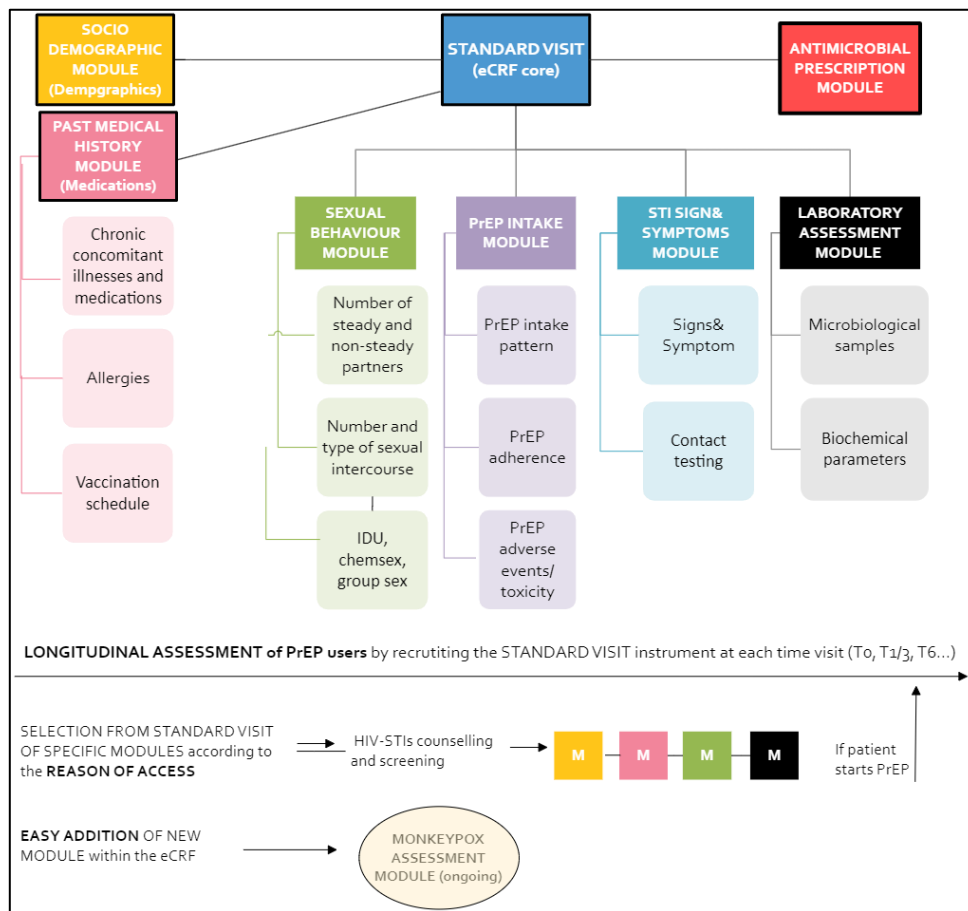 SOCIO
DEMOGRAPHIC
MODULE
(Dempgraphics)
STANDARD VISIT
(eCRF core)
ANTIMICROBIAL
PRESCRIPTION
MODULE
PAST MEDICAL
HISTORY
MODULE
(Medications)
Chronic
concomitant
illnesses and
medications
Allergies
Vaccination
schedule
SEXUAL
BEHAVIOUR
MODULE
Number of
steady and
non-steady
partners
Number and
type of sexual
intercourse
IDU,
chemsex,
group sex
PrEP INTAKE
MODULE
PrEP intake
pattern
PrEP
adherence
PrEP
adverse
events/
toxicity
STI SIGN&
SYMPTOMS
MODULE
Signs&
Symptom
Contact
testing
LABORATORY
ASSESSMENT
MODULE
Microbiological
samples
Biochemical
parameters
LONGITUDINAL ASSESSMENT of PrEP users by recrutiting the STANDARD VISIT instrument at each time visit (T0, T1/3, T6...)
SELECTION FROM STANDARD VISIT
OF SPECIFIC MODULES according to
the REASON OF ACCESS
HIV-STIs counselling
and screening
M M M M
If patient
starts PrEP
EASY ADDITION OF NEW
MODULE within the eCRF
MONKEYPOX
ASSESSMENT
MODULE (ongoing)